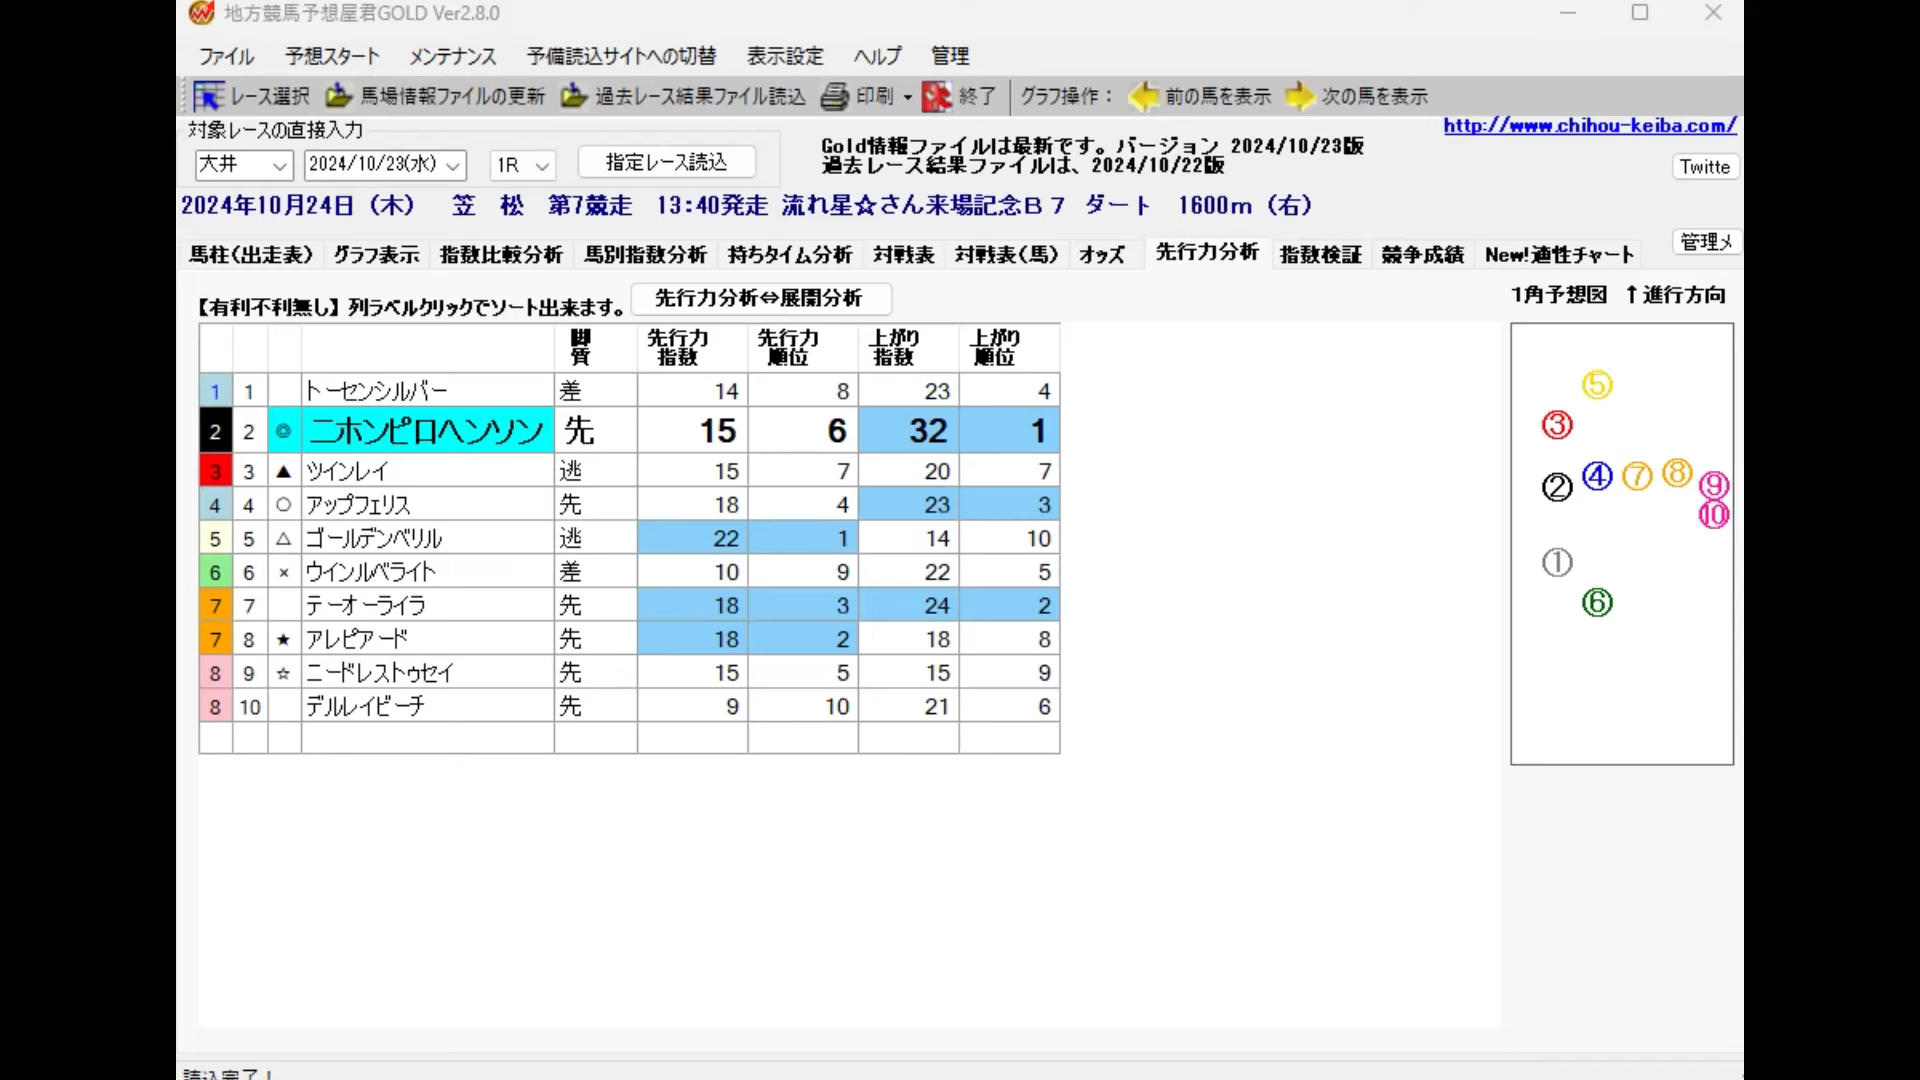 地方競馬予想屋君GOLD Ver2.8.0
ファイル 予想スタート メンテナンス 予備読込サイトへの切替 表示設定 ヘルプ 管理
レース選択 馬場情報ファイルの更新 過去レース結果ファイル読込 印刷 終了 グラフ操作： 前の馬を表示 次の馬を表示
対象レースの直接入力
http://www.chihou-keiba.com/
大井 2024/10/23(水) 1R 指定レース読込
Gold情報ファイルは最新です。バージョン 2024/10/23版
過去レース結果ファイルは、2024/10/22版
Twitte
2024年10月24日（木） 笠 松 第7競走 13:40発走 流れ星☆さん来場記念Ｂ７ ダート 1600m（右）
管理メ
馬柱(出走表) グラフ表示 指数比較分析 馬別指数分析 持ちタイム分析 対戦表 対戦表(馬) オッズ 先行力分析 指数検証 競争成績 New!適性チャート
【有利不利無し】列ラベルクリックでソート出来ます。 先行力分析⇔展開分析
1角予想図 ↑進行方向
脚質 先行力指数 先行力順位 上がり指数 上がり順位
1 1 トーセンシルバー 差 14 8 23 4
2 2 ◎ ニホンピロヘンソン 先 15 6 32 1
3 3 ▲ ツインレイ 逃 15 7 20 7
4 4 ○ アップフェリス 先 18 4 23 3
5 5 △ ゴールデンベリル 逃 22 1 14 10
6 6 × ウインルベライト 差 10 9 22 5
7 7 テーオーライラ 先 18 3 24 2
7 8 ★ アレピアード 先 18 2 18 8
8 9 ☆ ニードレストゥセイ 先 15 5 15 9
8 10 デルレイビーチ 先 9 10 21 6
⑤
③
② ④ ⑦ ⑧ ⑨
⑩
①
⑥
読込完了！